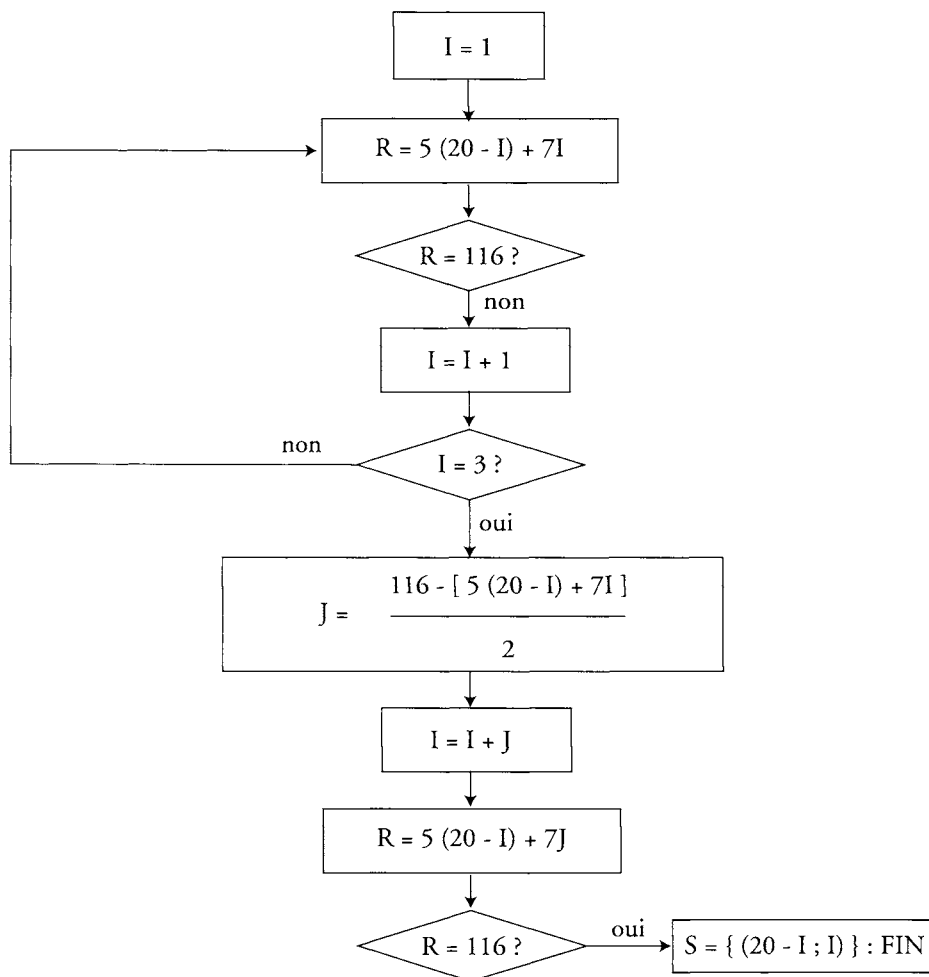 I = 1
R = 5 (20 - I) + 7I
R = 116 ?
non
I = I + 1
non
I = 3 ?
oui
J = 116 - [ 5 (20 - I) + 7I ]
2
I = I + J
R = 5 (20 - I) + 7J
R = 116 ?
oui
S = { (20 - I ; I) } : FIN